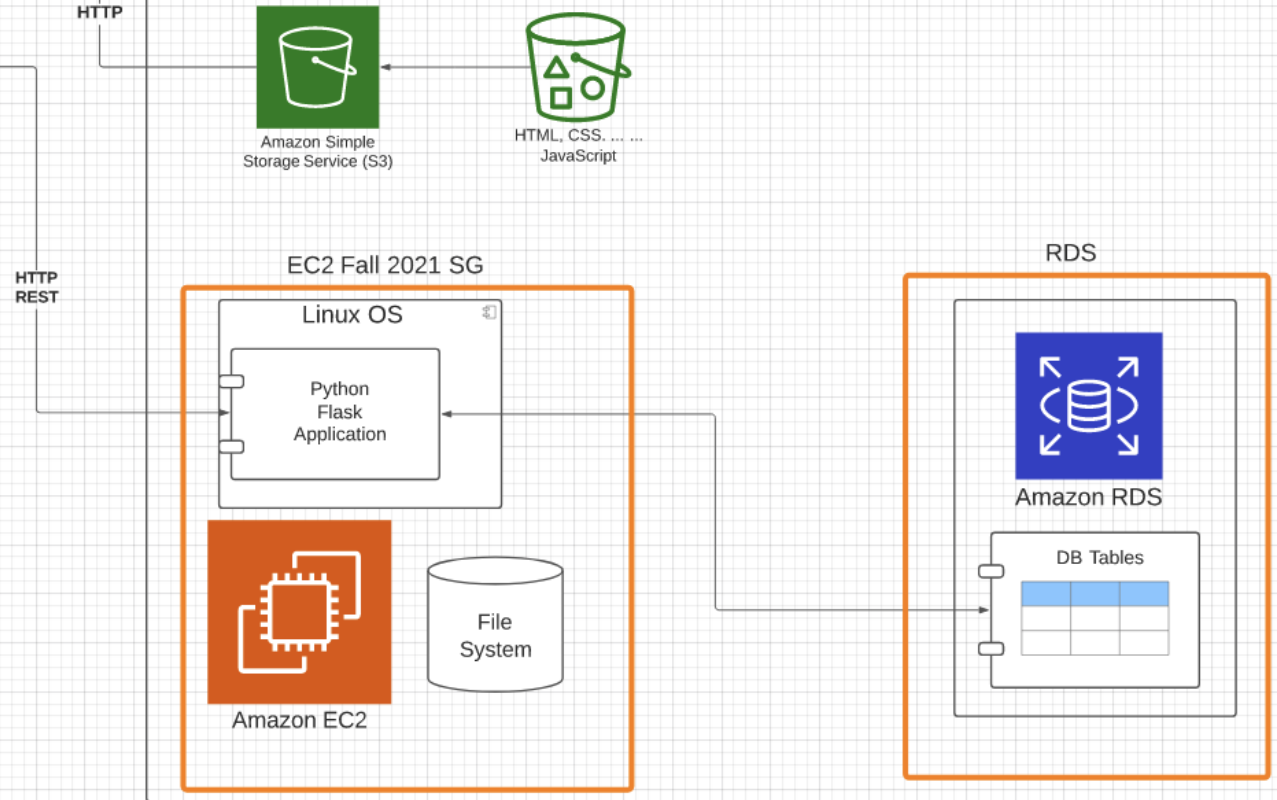 HTTP
Amazon Simple
Storage Service (S3)
HTML, CSS. ... ...
JavaScript
HTTP
REST
EC2 Fall 2021 SG
Linux OS
Python
Flask
Application
Amazon EC2
File
System
RDS
Amazon RDS
DB Tables